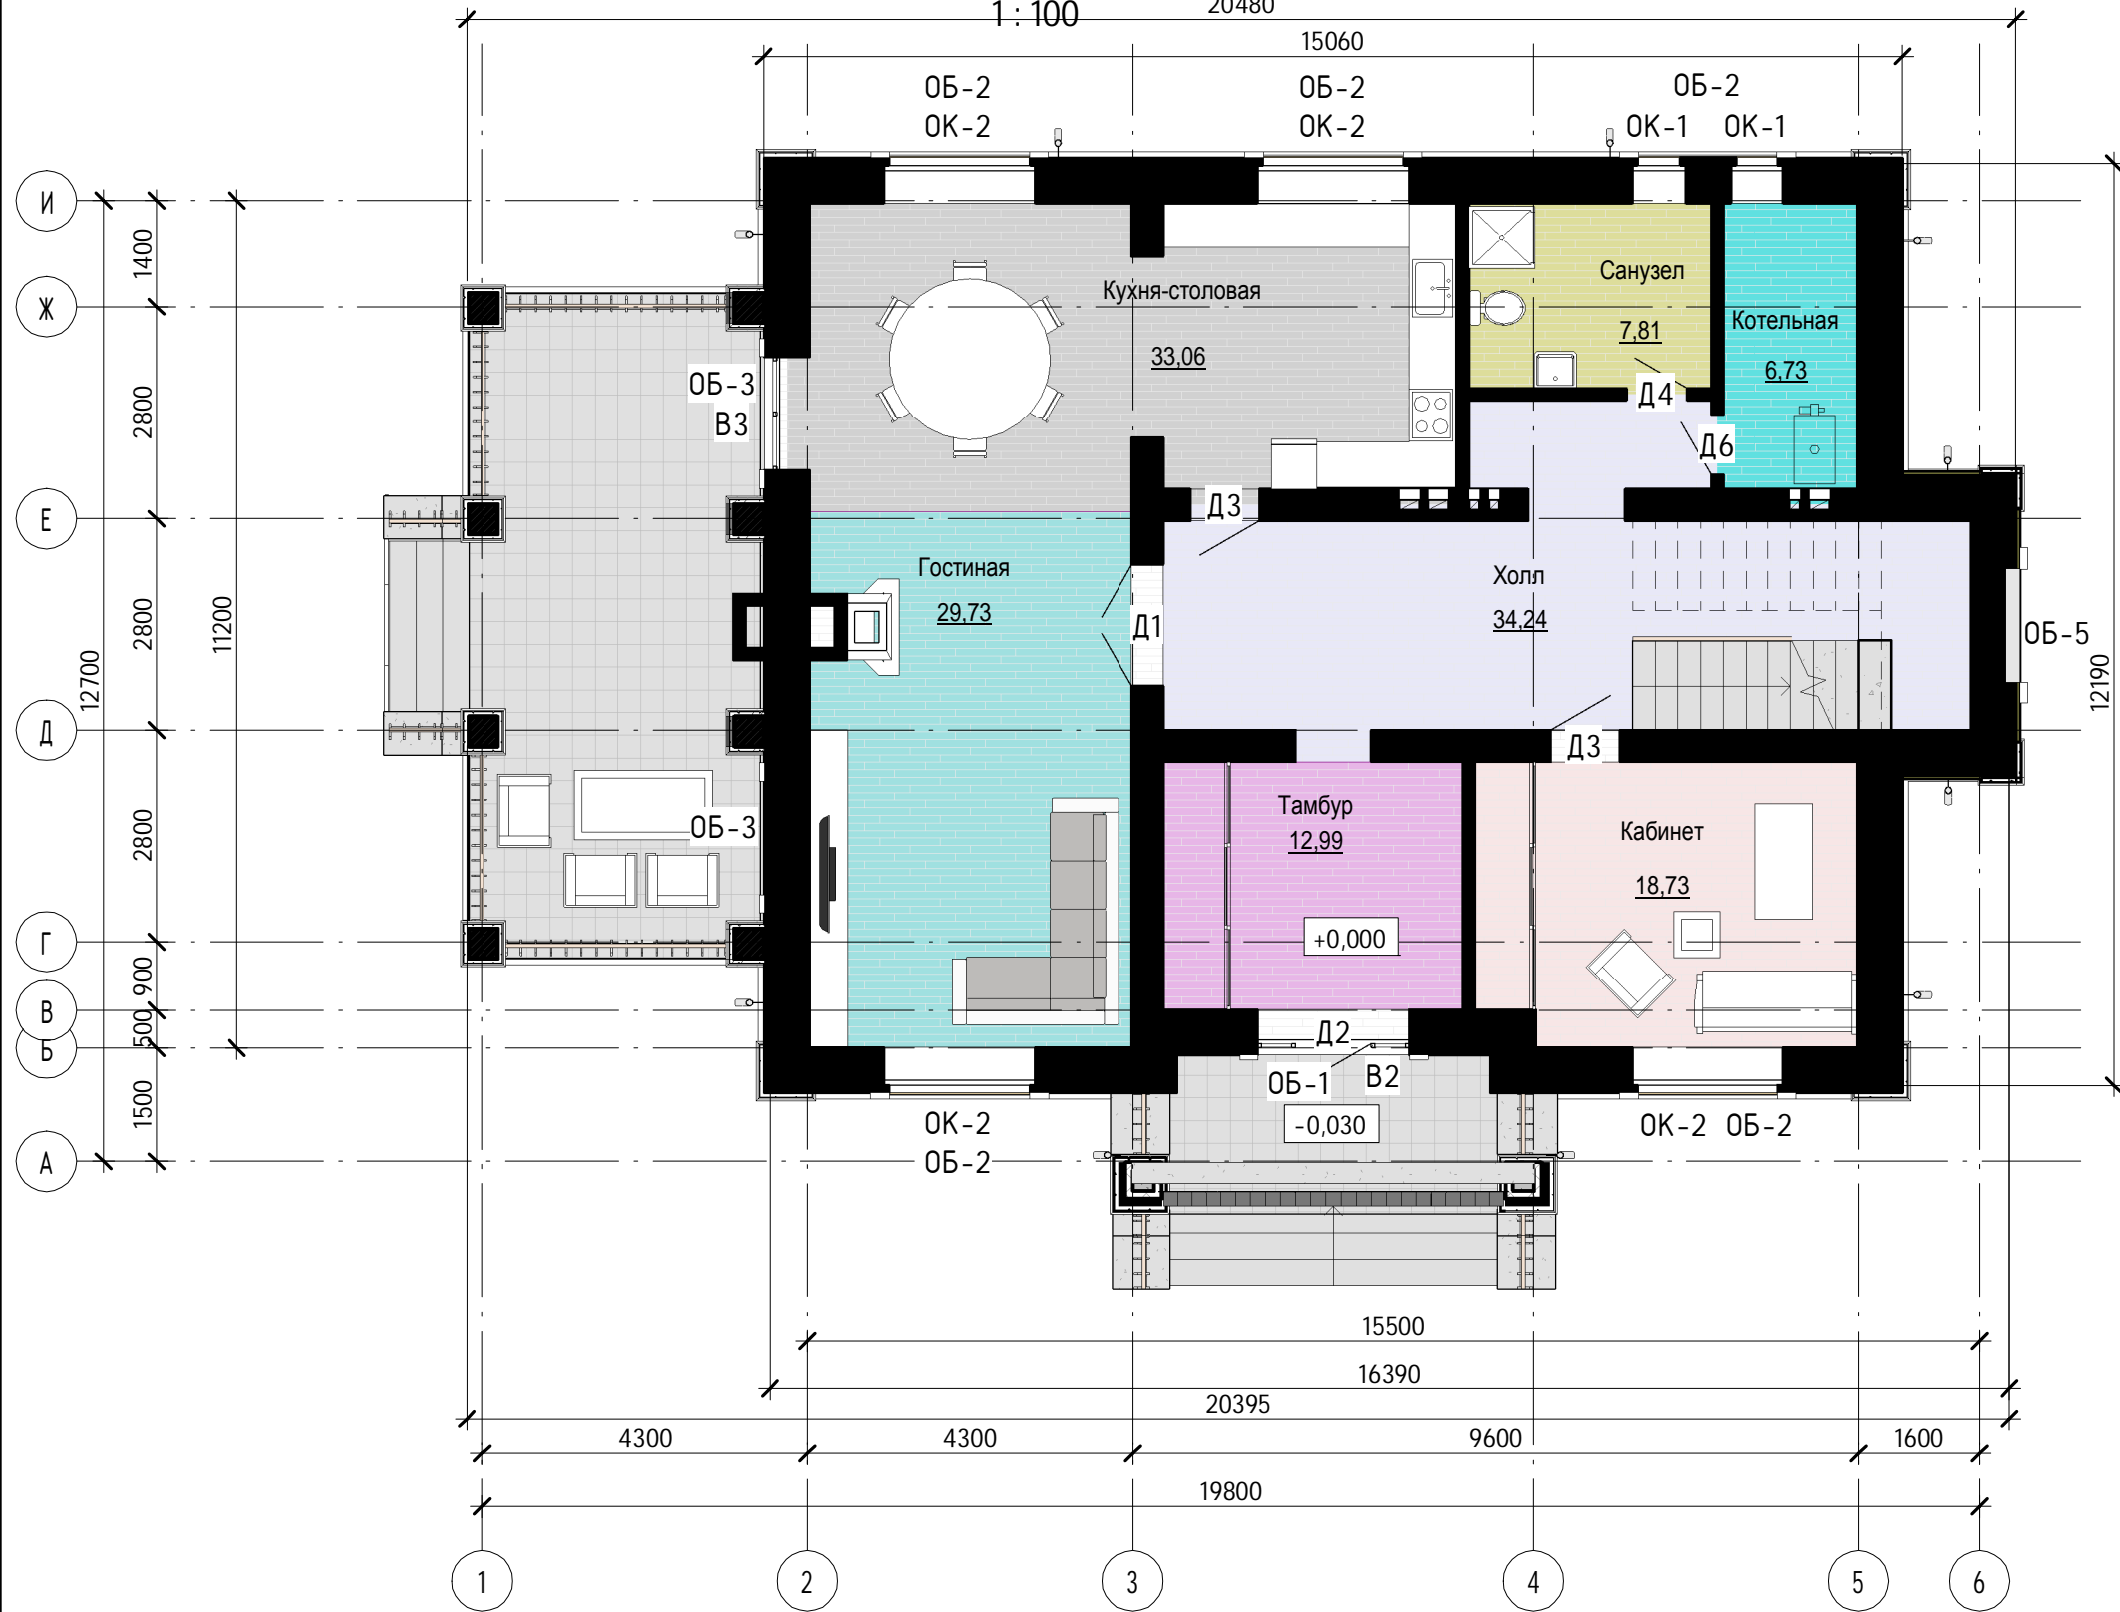 1 : 100
20480
15060
ОБ-2
ОБ-2
ОБ-2
ОК-2
ОК-2
ОК-1
ОК-1
И
Ж
Е
Д
Г
В
Б
А
1400
2800
2800
2800
900
500
1500
12700
11200
12190
Кухня-столовая
33,06
Санузел
7,81
Котельная
6,73
ОБ-3
В3
Д4
Д6
Д3
Гостиная
29,73
Д1
Холл
34,24
ОБ-5
Д3
ОБ-3
Тамбур
12,99
Кабинет
18,73
+0,000
Д2
ОБ-1
В2
-0,030
ОК-2
ОБ-2
ОК-2 ОБ-2
15500
16390
20395
4300
4300
9600
1600
19800
1
2
3
4
5
6